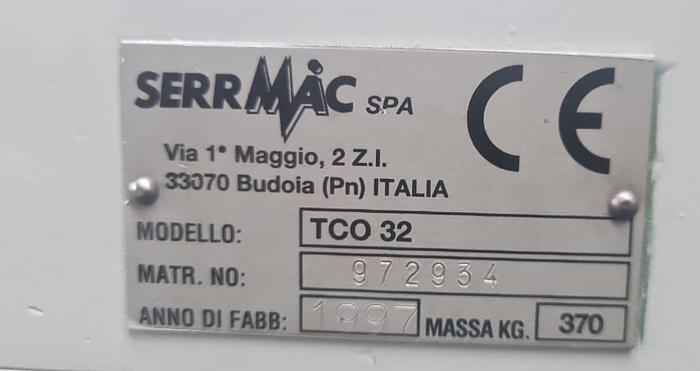 SERRMAC SPA CE
Via 1° Maggio, 2 Z.I.
33070 Budoia (Pn) ITALIA
MODELLO: TCO 32
MATR. NO: 972934
ANNO DI FABB: 1997 MASSA KG. 370